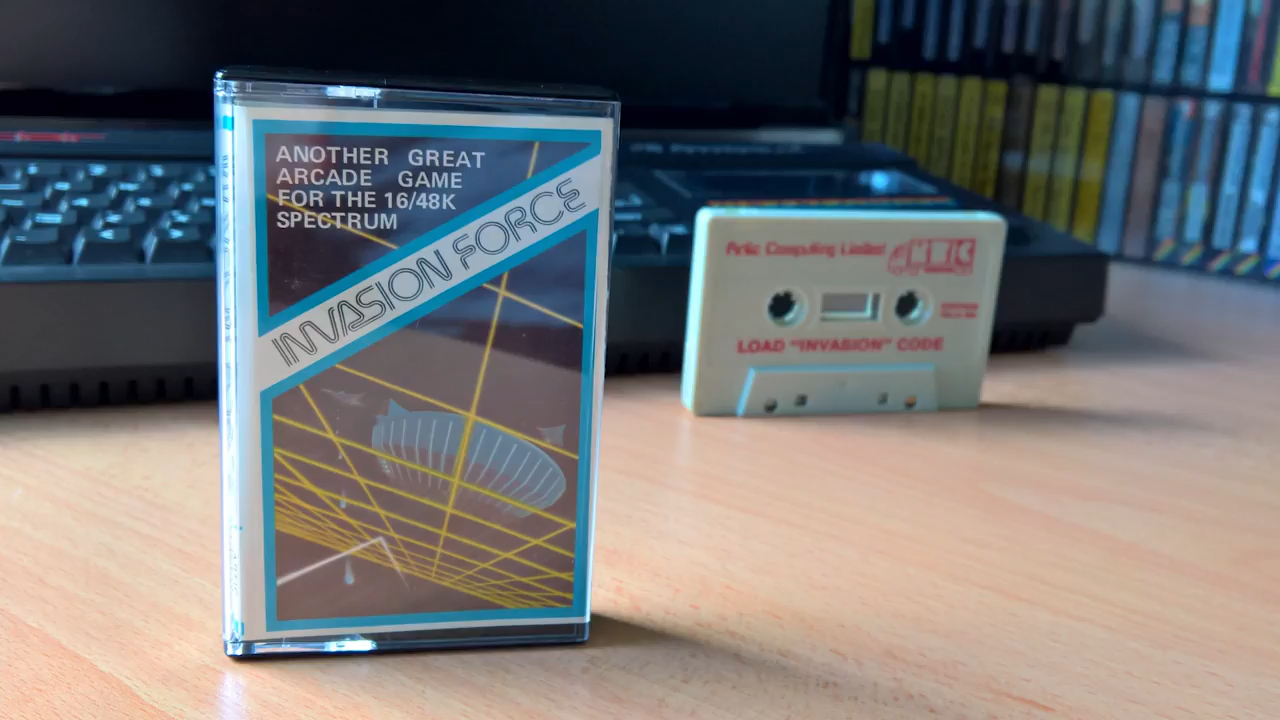 ANOTHER GREAT
ARCADE GAME
FOR THE 16/48K
SPECTRUM
INVASION FORCE
Artic Computing Limited
LOAD "INVASION" CODE